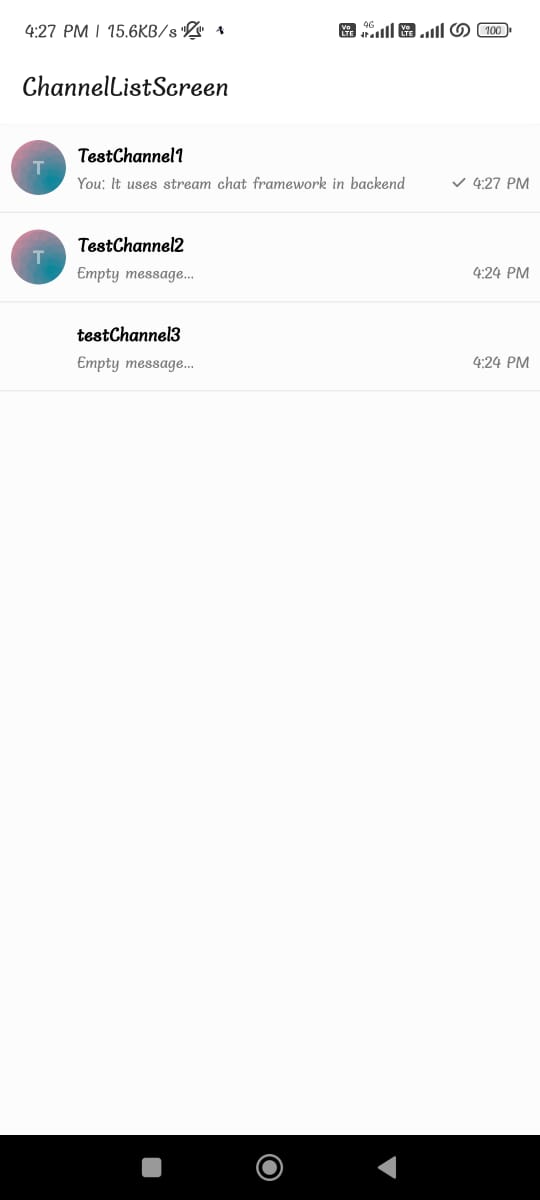 4:27 PM | 15.6KB/s Vo LTE 4G Vo LTE 100
ChannelListScreen
T
TestChannel1
You: It uses stream chat framework in backend 4:27 PM
T
TestChannel2
Empty message... 4:24 PM
testChannel3
Empty message... 4:24 PM